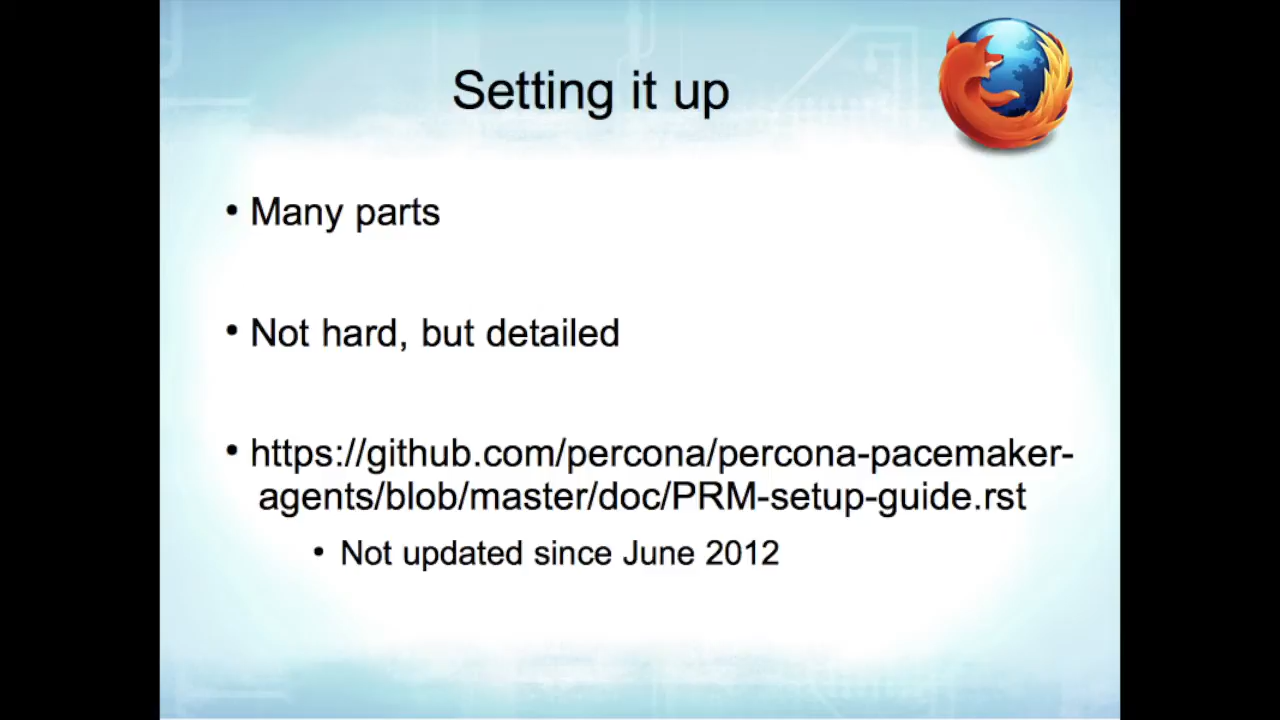 Setting it up
• Many parts
• Not hard, but detailed
• https://github.com/percona/percona-pacemaker-
agents/blob/master/doc/PRM-setup-guide.rst
• Not updated since June 2012